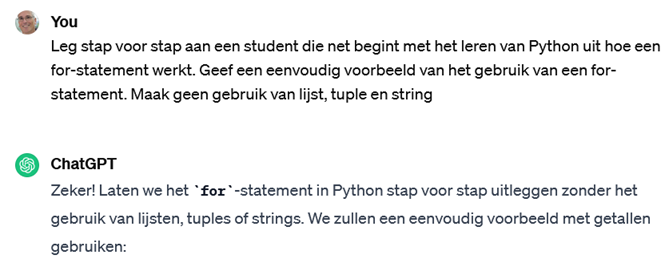 You
Leg stap voor stap aan een student die net begint met het leren van Python uit hoe een
for-statement werkt. Geef een eenvoudig voorbeeld van het gebruik van een for-
statement. Maak geen gebruik van lijst, tuple en string
ChatGPT
Zeker! Laten we het `for`-statement in Python stap voor stap uitleggen zonder het
gebruik van lijsten, tuples of strings. We zullen een eenvoudig voorbeeld met getallen
gebruiken: